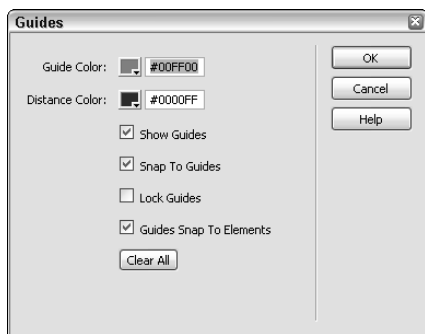 Guides
Guide Color: #00FF00
Distance Color: #0000FF
Show Guides
Snap To Guides
Lock Guides
Guides Snap To Elements
Clear All
OK
Cancel
Help